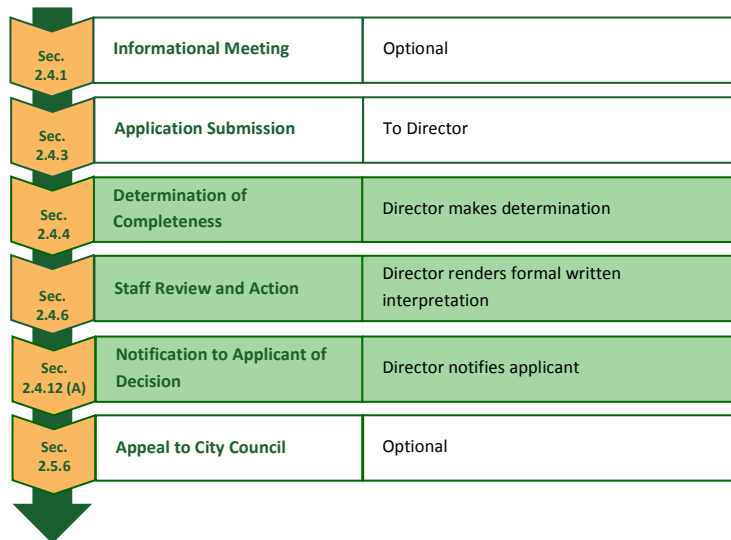 Sec.
2.4.1
Informational Meeting
Optional
Sec.
2.4.3
Application Submission
To Director
Sec.
2.4.4
Determination of
Completeness
Director makes determination
Sec.
2.4.6
Staff Review and Action
Director renders formal written
interpretation
Sec.
2.4.12 (A)
Notification to Applicant of
Decision
Director notifies applicant
Sec.
2.5.6
Appeal to City Council
Optional